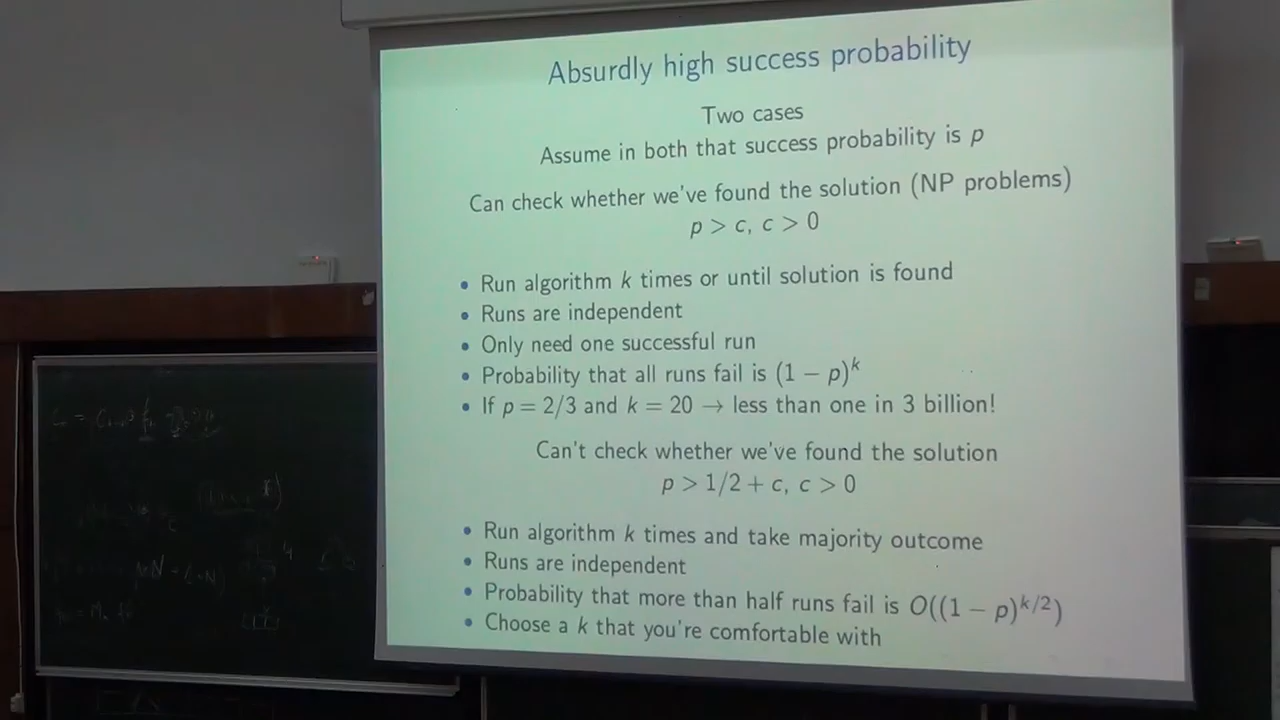 Absurdly high success probability
Two cases
Assume in both that success probability is p
Can check whether we've found the solution (NP problems)
p > c, c > 0
• Run algorithm k times or until solution is found
• Runs are independent
• Only need one successful run
• Probability that all runs fail is (1 − p)^k
• If p = 2/3 and k = 20 → less than one in 3 billion!
Can't check whether we've found the solution
p > 1/2 + c, c > 0
• Run algorithm k times and take majority outcome
• Runs are independent
• Probability that more than half runs fail is O((1 − p)^{k/2})
• Choose a k that you're comfortable with